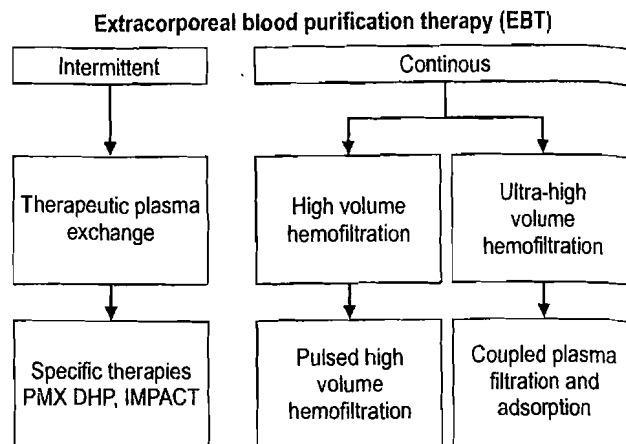 Extracorporeal blood purification therapy (EBT)
Intermittent
Continous
Therapeutic plasma
exchange
High volume
hemofiltration
Ultra-high
volume
hemofiltration
Specific therapies
PMX DHP, IMPACT
Pulsed high
volume
hemofiltration
Coupled plasma
filtration and
adsorption